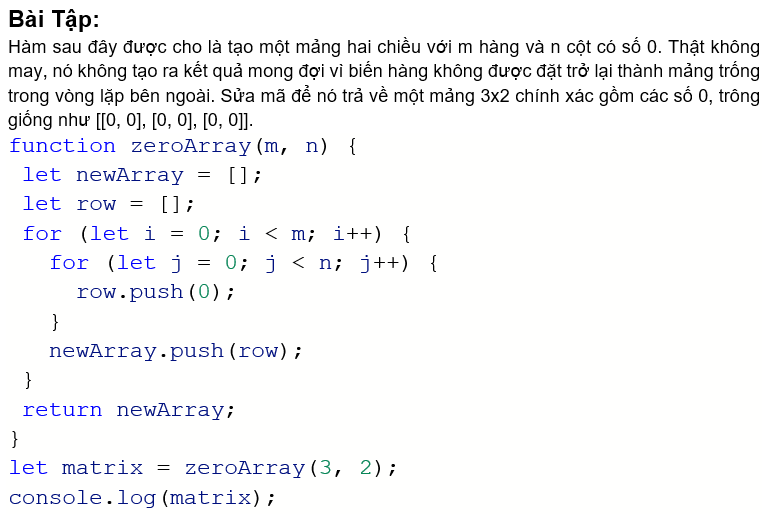 Bài Tập:
Hàm sau đây được cho là tạo một mảng hai chiều với m hàng và n cột có số 0. Thật không
may, nó không tạo ra kết quả mong đợi vì biến hàng không được đặt trở lại thành mảng trống
trong vòng lặp bên ngoài. Sửa mã để nó trả về một mảng 3x2 chính xác gồm các số 0, trông
giống như [[0, 0], [0, 0], [0, 0]].
function zeroArray(m, n) {
 let newArray = [];
 let row = [];
 for (let i = 0; i < m; i++) {
   for (let j = 0; j < n; j++) {
     row.push(0);
   }
   newArray.push(row);
 }
 return newArray;
}
let matrix = zeroArray(3, 2);
console.log(matrix);